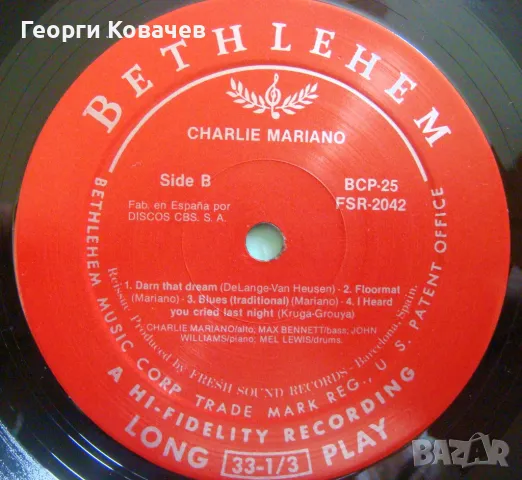 Георги Ковачев
BETHLEHEM
CHARLIE MARIANO
Side B
BCP-25
FSR-2042
Fab. en España por
DISCOS CBS. S. A.
1. Darn that dream (DeLange-Van Heusen) - 2. Floormat
(Mariano) - 3. Blues (traditional) (Mariano) - 4. I Heard
you cried last night (Kruga-Grouya)
CHARLIE MARIANO/alto, MAX BENNETT/bass; JOHN
WILLIAMS/piano; MEL LEWIS/drums.
Reissue Produced by FRESH SOUND RECORDS - Barcelona, Spain.
BETHLEHEM MUSIC CORP. TRADE MARK REG., U. S. PATENT OFFICE
A HI-FIDELITY RECORDING
LONG 33-1/3 PLAY
BAZAR